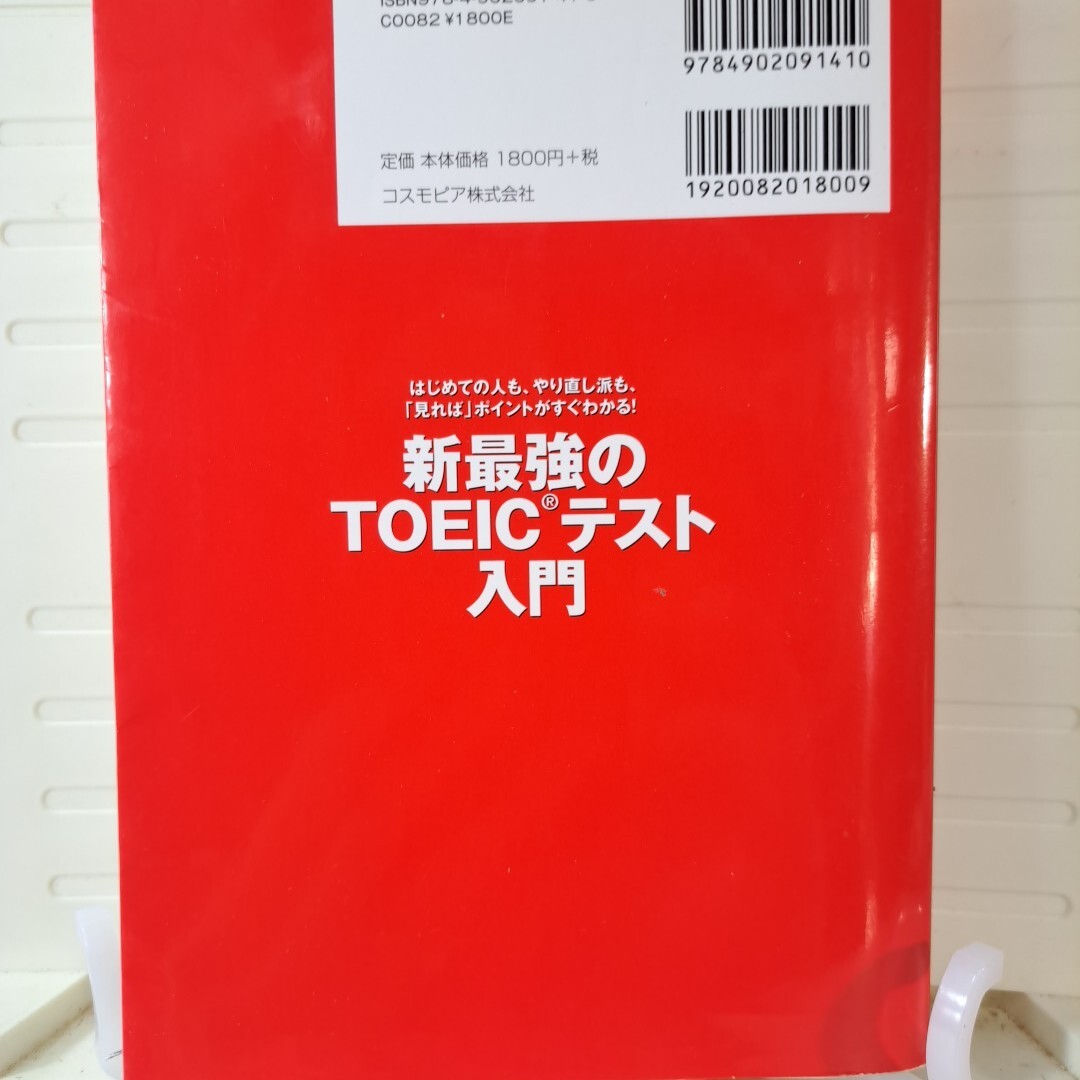 C0082 ¥1800E
9784902091410
定価 本体価格 1800円+税
コスモピア株式会社
1920082018009
はじめての人も、やり直し派も、
「見れば」ポイントがすぐわかる!
新最強の
TOEIC®テスト
入門